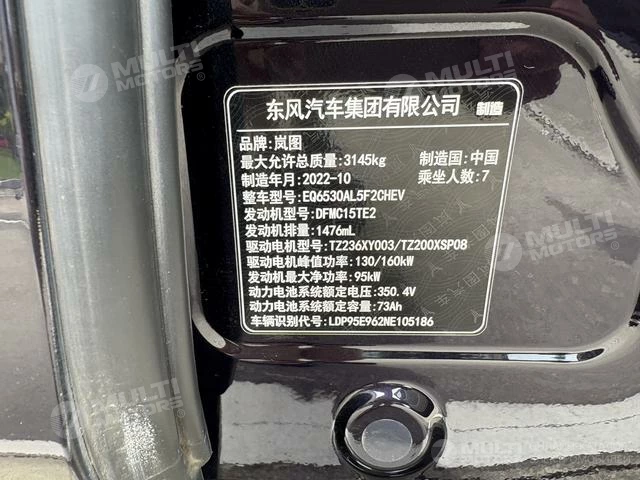 MULTI MOTORS
MULTI MOTORS
东风汽车集团有限公司 制造
品牌:岚图
最大允许总质量:3145kg 制造国:中国
制造年月:2022-10 乘坐人数:7
整车型号:EQ6530AL5F2CHEV
发动机型号:DFMC15TE2
发动机排量:1476mL
驱动电机型号:TZ236XY003/TZ200XSP08
驱动电机峰值功率:130/160kW
发动机最大净功率:95kW
动力电池系统额定电压:350.4V
动力电池系统额定容量:73Ah
车辆识别代号:LDP95E962NE105186
MULTI MOTORS
MULTI MOTORS